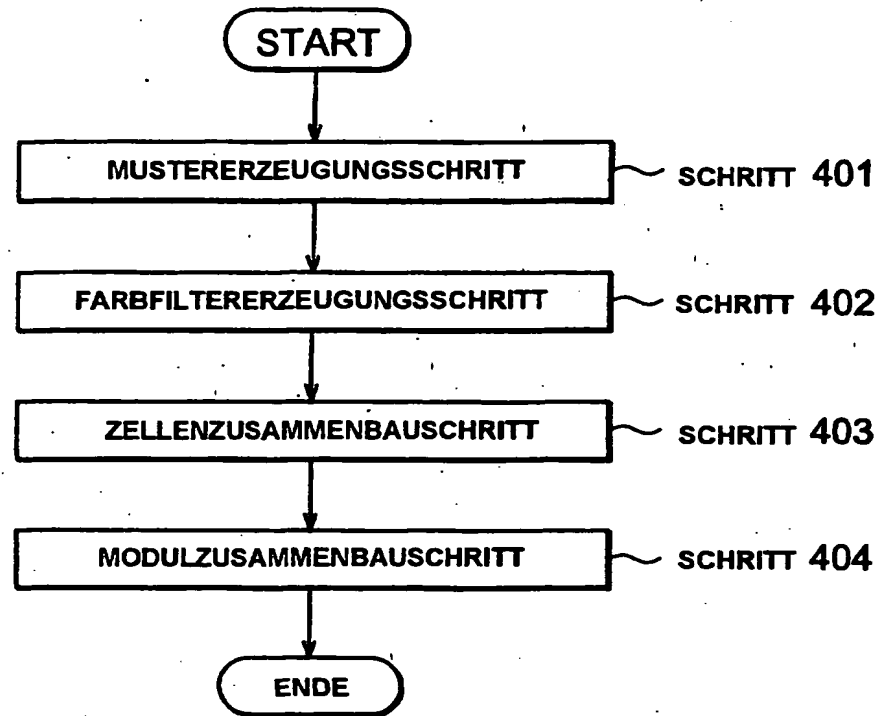 START
MUSTERERZEUGUNGSSCHRITT SCHRITT 401
FARBFILTERERZEUGUNGSSCHRITT SCHRITT 402
ZELLENZUSAMMENBAUSCHRITT SCHRITT 403
MODULZUSAMMENBAUSCHRITT SCHRITT 404
ENDE